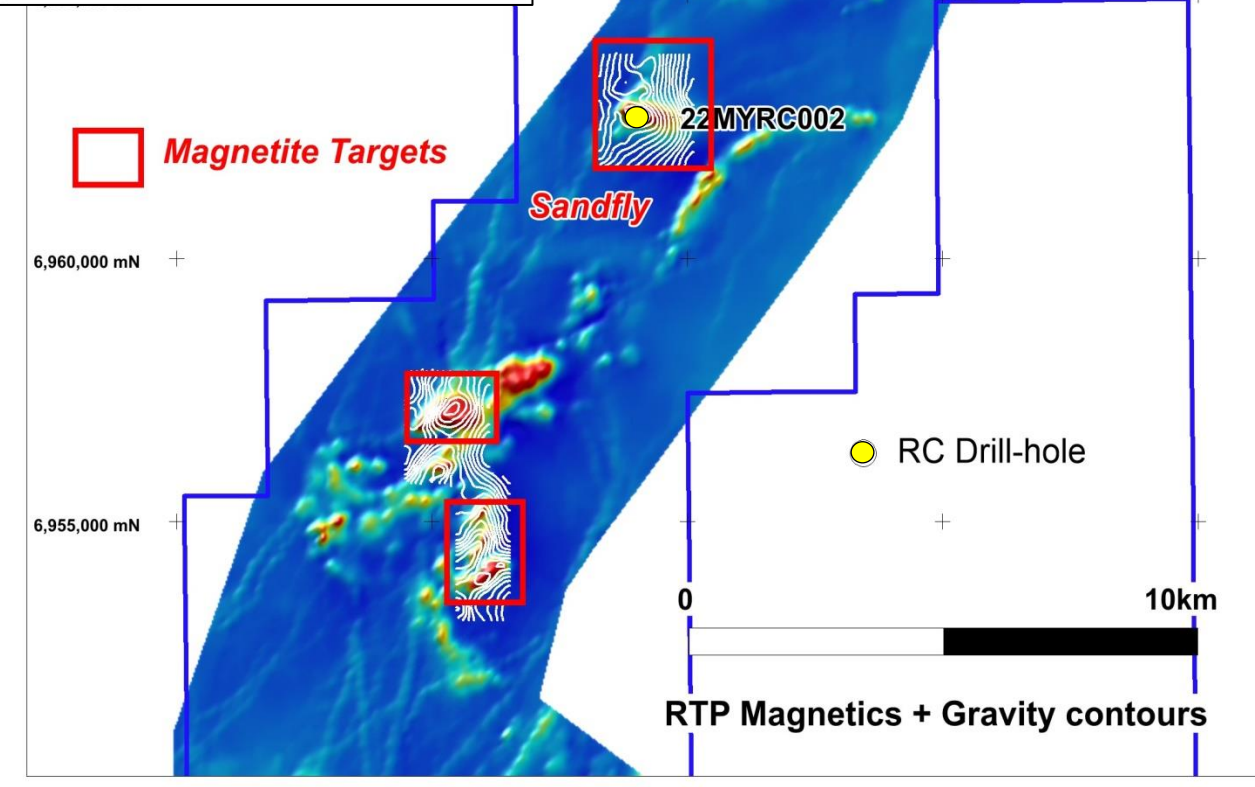 22MYRC002
Magnetite Targets
Sandfly
6,960,000 mN
RC Drill-hole
6,955,000 mN
0 10km
RTP Magnetics + Gravity contours